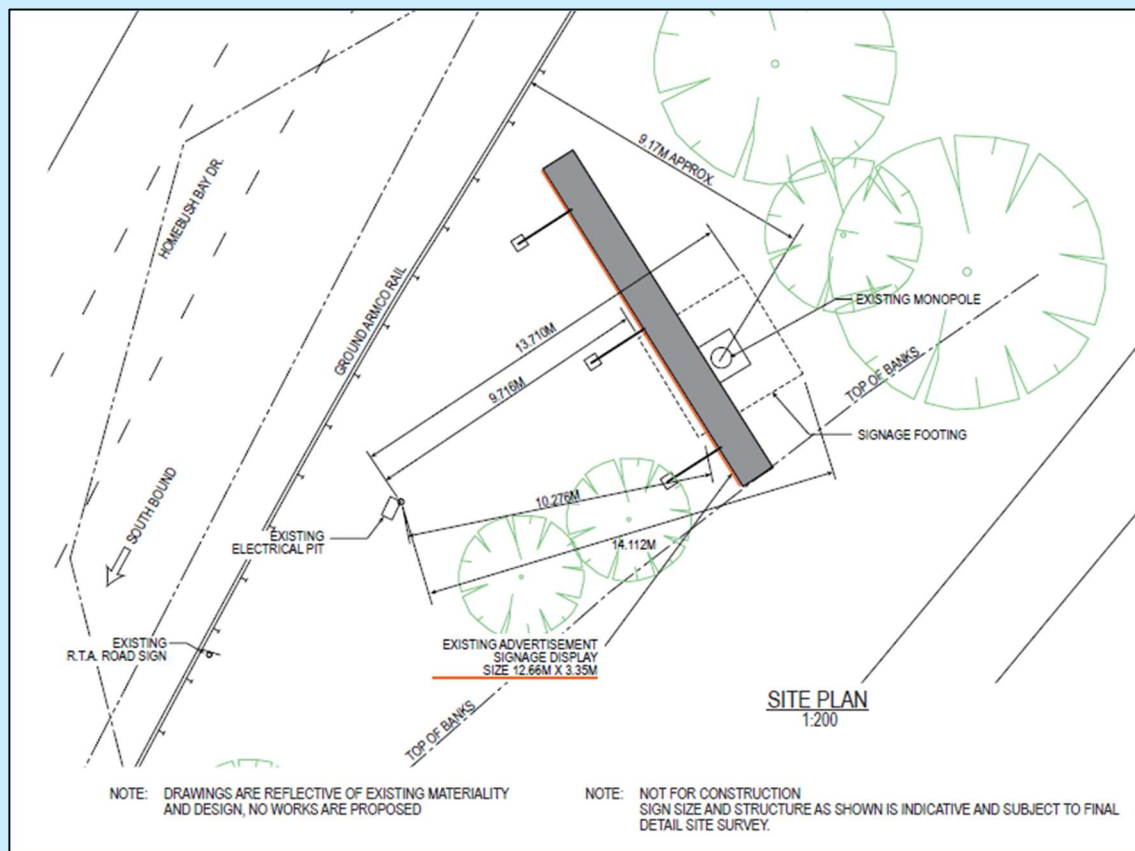 HOMEBUSH BAY DR.
GROUND ARMCO RAIL
9.17M APPROX.
13.710M
9.716M
EXISTING MONOPOLE
TOP OF BANKS
SIGNAGE FOOTING
SOUTH BOUND
10.276M
EXISTING
ELECTRICAL PIT
14.112M
EXISTING
R.T.A. ROAD SIGN
EXISTING ADVERTISEMENT
SIGNAGE DISPLAY
SIZE 12.66M X 3.35M
TOP OF BANKS
SITE PLAN
1:200
NOTE: DRAWINGS ARE REFLECTIVE OF EXISTING MATERIALITY
AND DESIGN, NO WORKS ARE PROPOSED
NOTE: NOT FOR CONSTRUCTION
SIGN SIZE AND STRUCTURE AS SHOWN IS INDICATIVE AND SUBJECT TO FINAL
DETAIL SITE SURVEY.